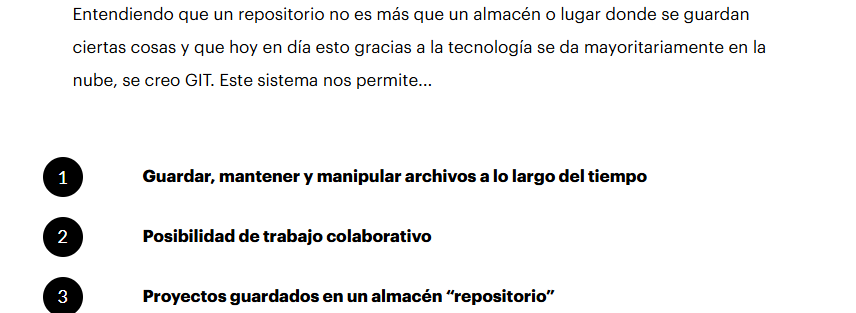 Entendiendo que un repositorio no es más que un almacén o lugar donde se guardan
ciertas cosas y que hoy en día esto gracias a la tecnología se da mayoritariamente en la
nube, se creo GIT. Este sistema nos permite...
1 Guardar, mantener y manipular archivos a lo largo del tiempo
2 Posibilidad de trabajo colaborativo
3 Proyectos guardados en un almacén “repositorio”